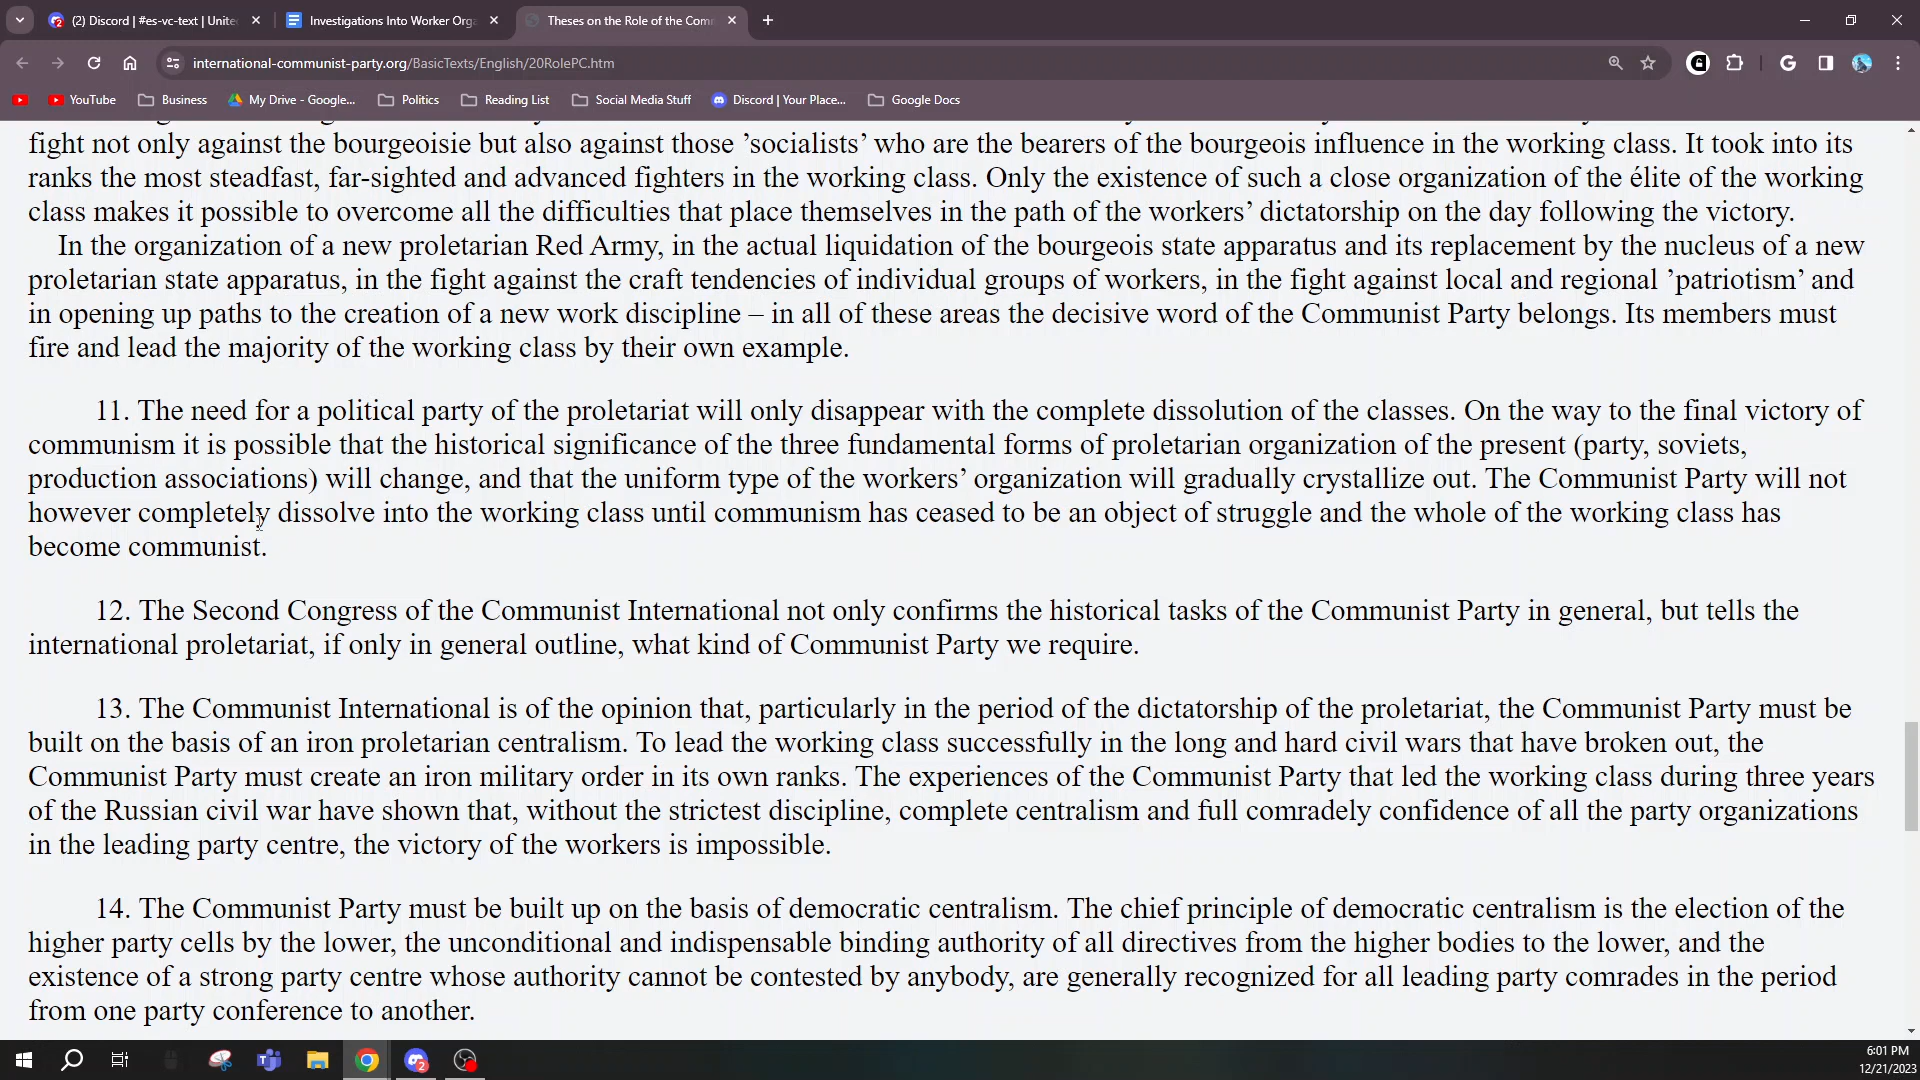 (2) Discord | #es-vc-text | Unite
Investigations Into Worker Orga
Theses on the Role of the Com
international-communist-party.org/BasicTexts/English/20RolePC.htm
YouTube
Business
My Drive - Google...
Politics
Reading List
Social Media Stuff
Discord | Your Place...
Google Docs
fight not only against the bourgeoisie but also against those ’socialists’ who are the bearers of the bourgeois influence in the working class. It took into its
ranks the most steadfast, far-sighted and advanced fighters in the working class. Only the existence of such a close organization of the élite of the working
class makes it possible to overcome all the difficulties that place themselves in the path of the workers’ dictatorship on the day following the victory.
In the organization of a new proletarian Red Army, in the actual liquidation of the bourgeois state apparatus and its replacement by the nucleus of a new
proletarian state apparatus, in the fight against the craft tendencies of individual groups of workers, in the fight against local and regional ’patriotism’ and
in opening up paths to the creation of a new work discipline – in all of these areas the decisive word of the Communist Party belongs. Its members must
fire and lead the majority of the working class by their own example.
11. The need for a political party of the proletariat will only disappear with the complete dissolution of the classes. On the way to the final victory of
communism it is possible that the historical significance of the three fundamental forms of proletarian organization of the present (party, soviets,
production associations) will change, and that the uniform type of the workers’ organization will gradually crystallize out. The Communist Party will not
however completely dissolve into the working class until communism has ceased to be an object of struggle and the whole of the working class has
become communist.
12. The Second Congress of the Communist International not only confirms the historical tasks of the Communist Party in general, but tells the
international proletariat, if only in general outline, what kind of Communist Party we require.
13. The Communist International is of the opinion that, particularly in the period of the dictatorship of the proletariat, the Communist Party must be
built on the basis of an iron proletarian centralism. To lead the working class successfully in the long and hard civil wars that have broken out, the
Communist Party must create an iron military order in its own ranks. The experiences of the Communist Party that led the working class during three years
of the Russian civil war have shown that, without the strictest discipline, complete centralism and full comradely confidence of all the party organizations
in the leading party centre, the victory of the workers is impossible.
14. The Communist Party must be built up on the basis of democratic centralism. The chief principle of democratic centralism is the election of the
higher party cells by the lower, the unconditional and indispensable binding authority of all directives from the higher bodies to the lower, and the
existence of a strong party centre whose authority cannot be contested by anybody, are generally recognized for all leading party comrades in the period
from one party conference to another.
6:01 PM
12/21/2023